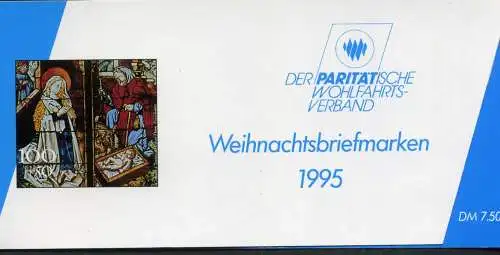 DER PARITÄTISCHE
WOHLFAHRTS-
VERBAND
Weihnachtsbriefmarken
1995
100
DM 7.50